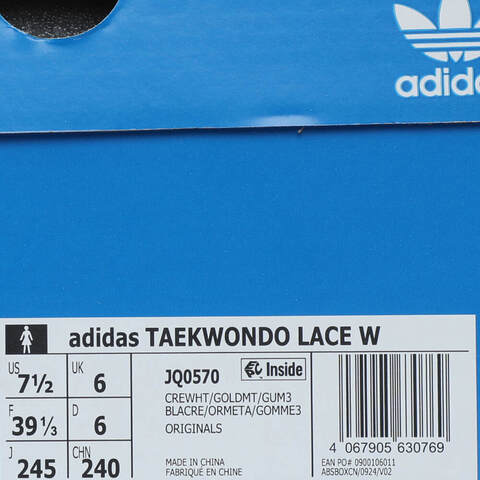 adidas
adidas TAEKWONDO LACE W
US 7½ UK 6
F 39⅓ D 6
J 245 CHN 240
JQ0570
Inside
CREWHT/GOLDMT/GUM3
BLACRE/ORMETA/GOMME3
ORIGINALS
MADE IN CHINA
FABRIQUÉ EN CHINE
4 067905 630769
EAN PO# 0900106011
ABSBOXCN/0924/V02